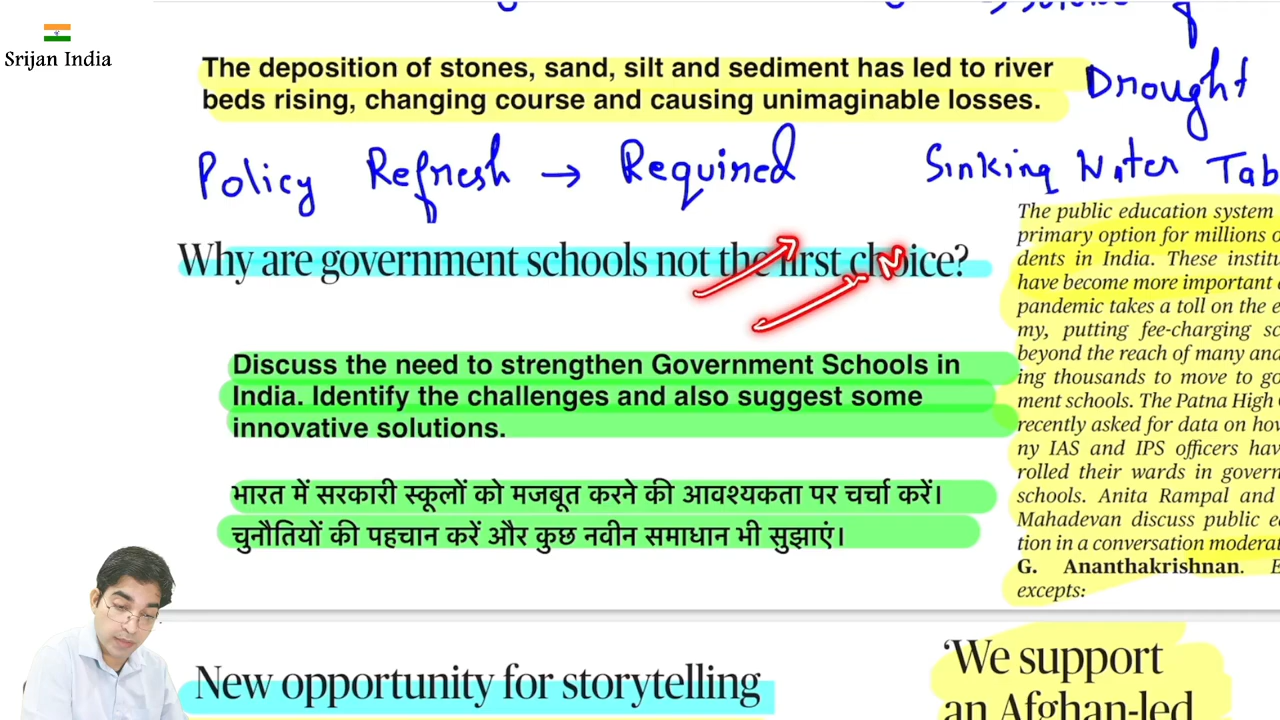 Srijan India
The deposition of stones, sand, silt and sediment has led to river
beds rising, changing course and causing unimaginable losses.
Drought
Policy Refresh → Required
Sinking Water Tab
Why are government schools not the first choice?
N
Discuss the need to strengthen Government Schools in
India. Identify the challenges and also suggest some
innovative solutions.
भारत में सरकारी स्कूलों को मजबूत करने की आवश्यकता पर चर्चा करें।
चुनौतियों की पहचान करें और कुछ नवीन समाधान भी सुझाएं।
The public education system
primary option for millions o
dents in India. These institu
have become more important
pandemic takes a toll on the e
my, putting fee-charging sc
beyond the reach of many an
ing thousands to move to go
ment schools. The Patna High
recently asked for data on ho
ny IAS and IPS officers hav
rolled their wards in govern
schools. Anita Rampal and
Mahadevan discuss public e
tion in a conversation modera
G. Ananthakrishnan. E
excepts:
New opportunity for storytelling
‘We support
an Afghan-led